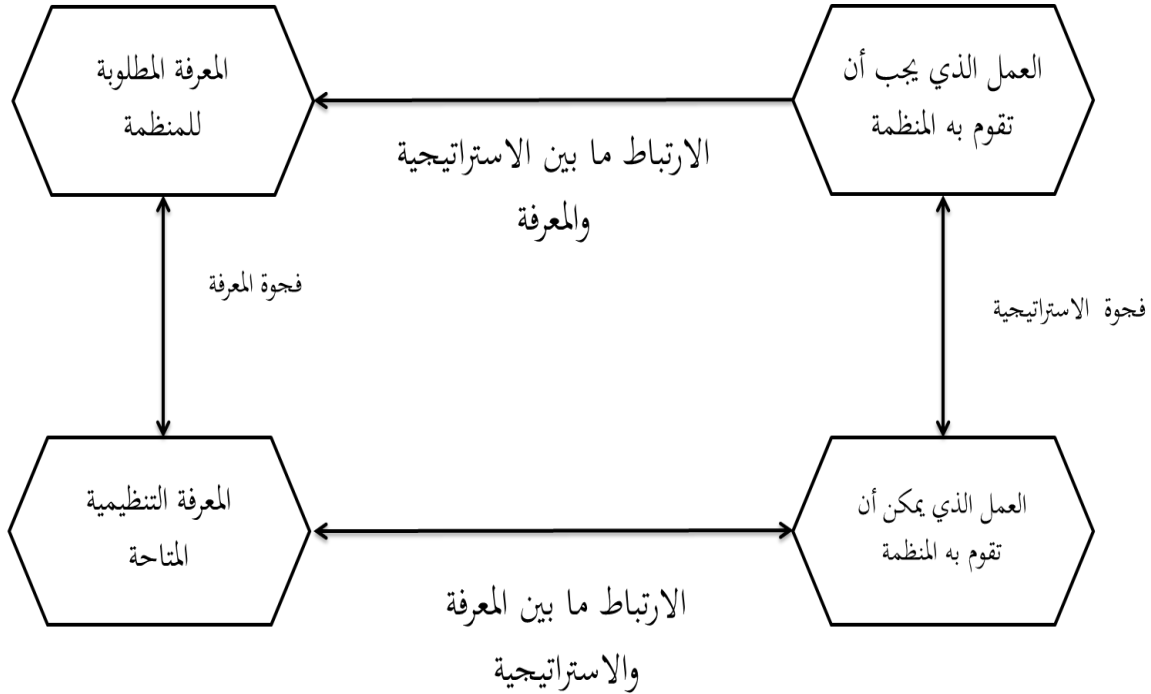 العمل الذي يجب أن
تقوم به المنظمة
المعرفة المطلوبة
للمنظمة
الارتباط ما بين الاستراتيجية
والمعرفة
فجوة الاستراتيجية
فجوة المعرفة
العمل الذي يمكن أن
تقوم به المنظمة
المعرفة التنظيمية
المتاحة
الارتباط ما بين المعرفة
والاستراتيجية